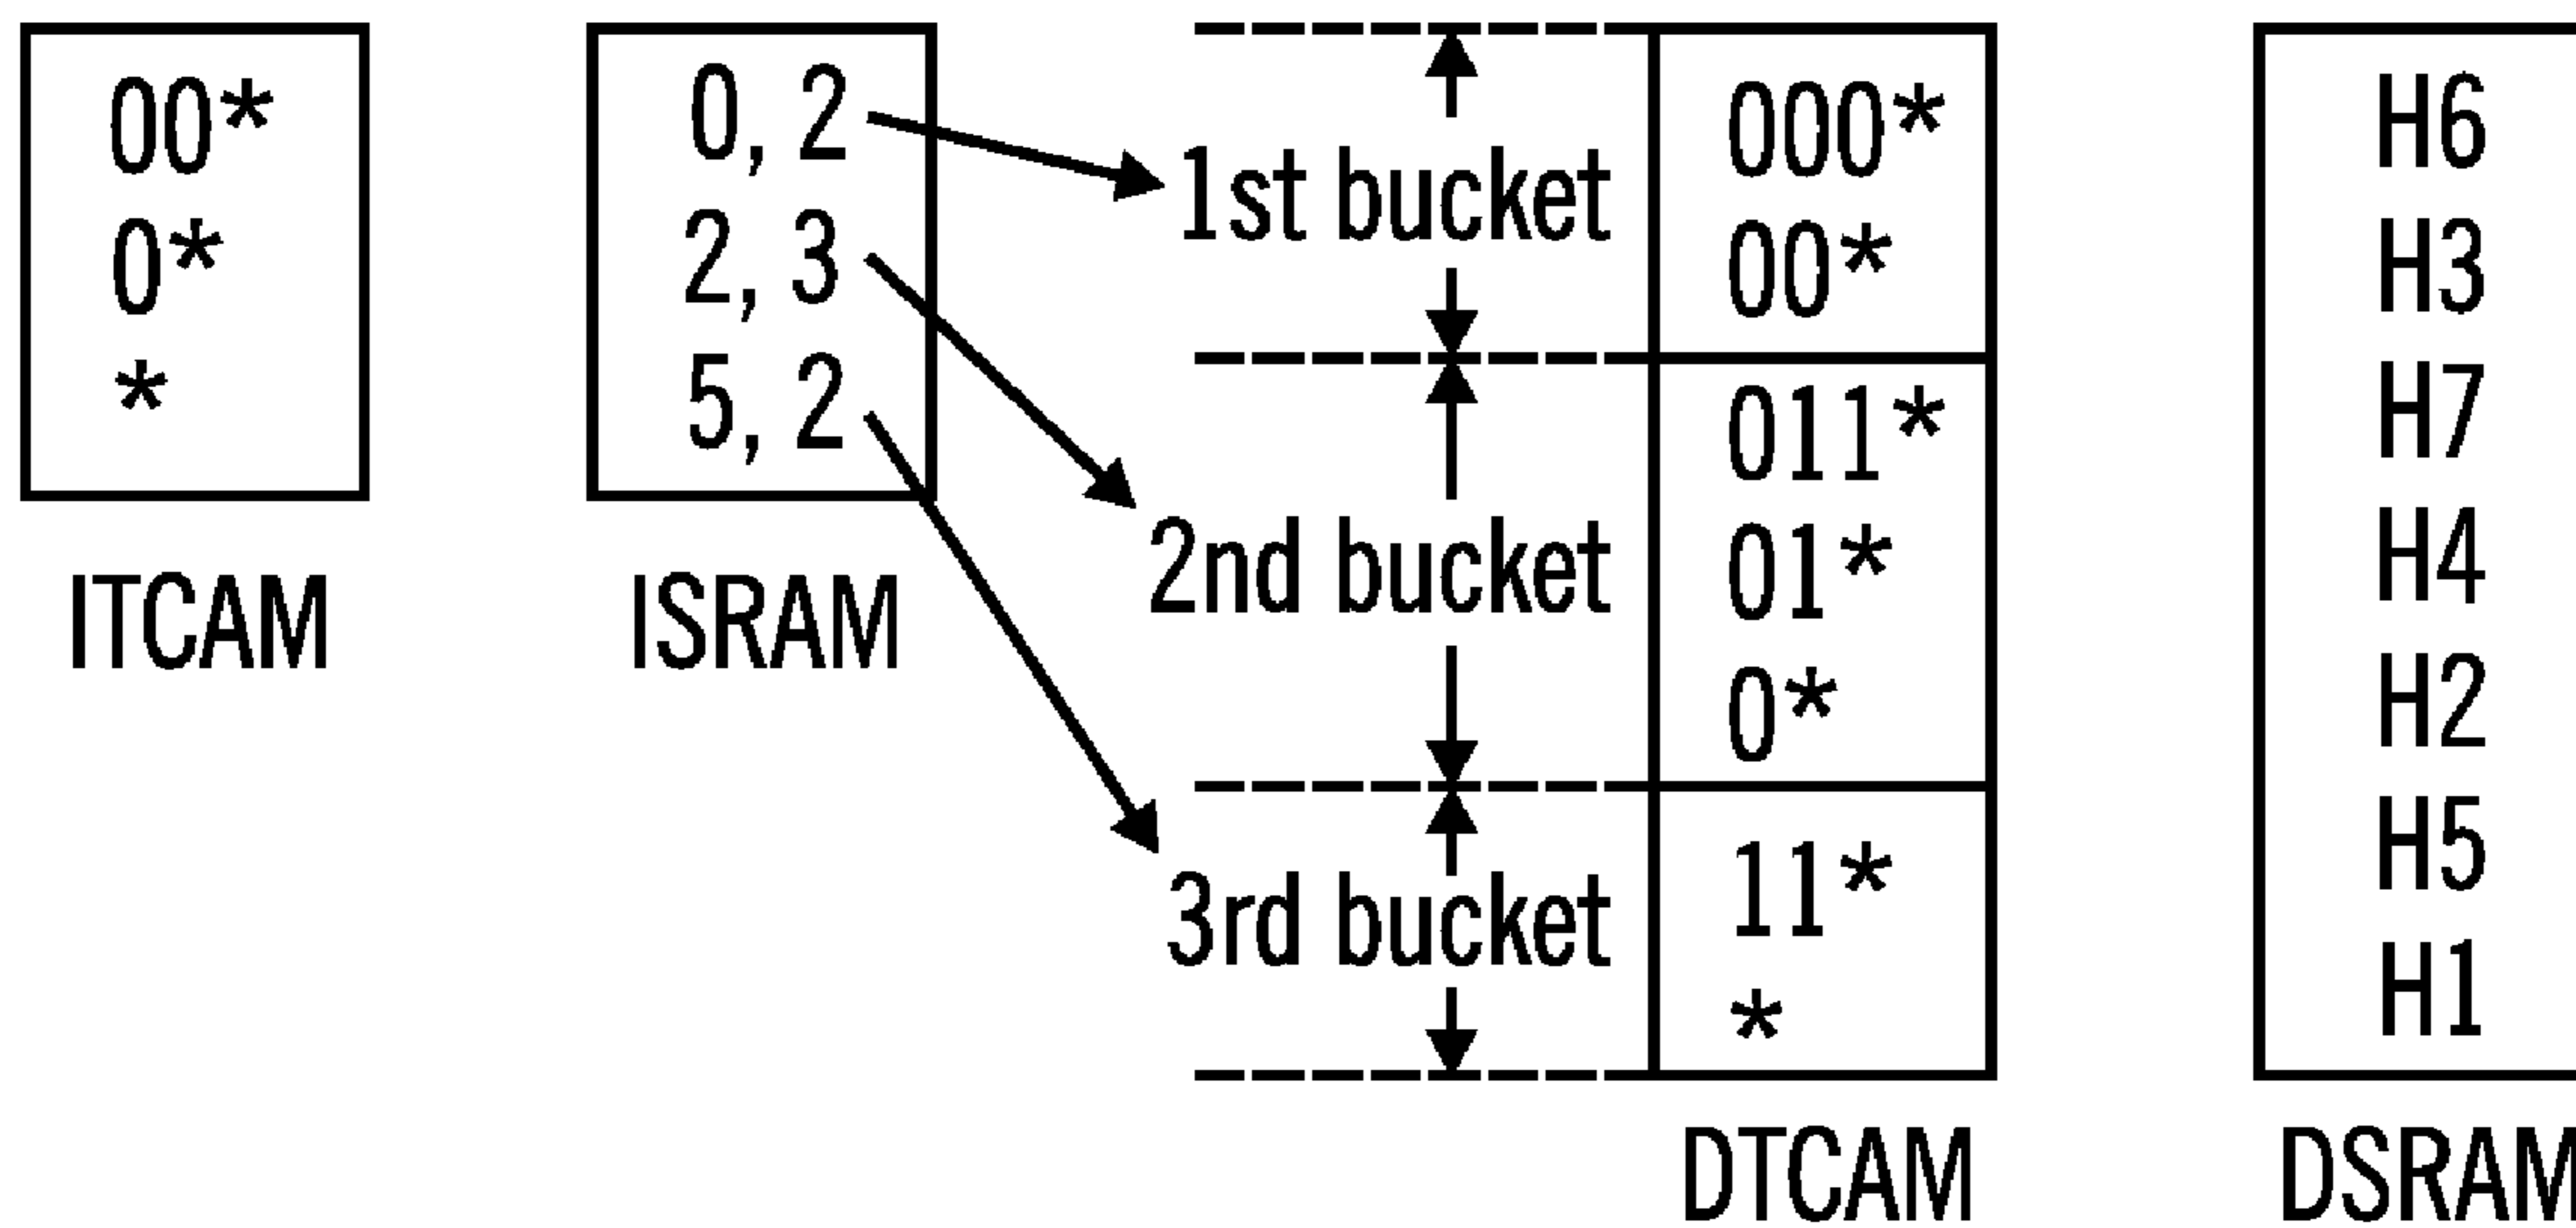 00*
0*
*
ITCAM
0, 2
2, 3
5, 2
ISRAM
1st bucket
2nd bucket
3rd bucket
000*
00*
011*
01*
0*
11*
*
DTCAM
H6
H3
H7
H4
H2
H5
H1
DSRAM